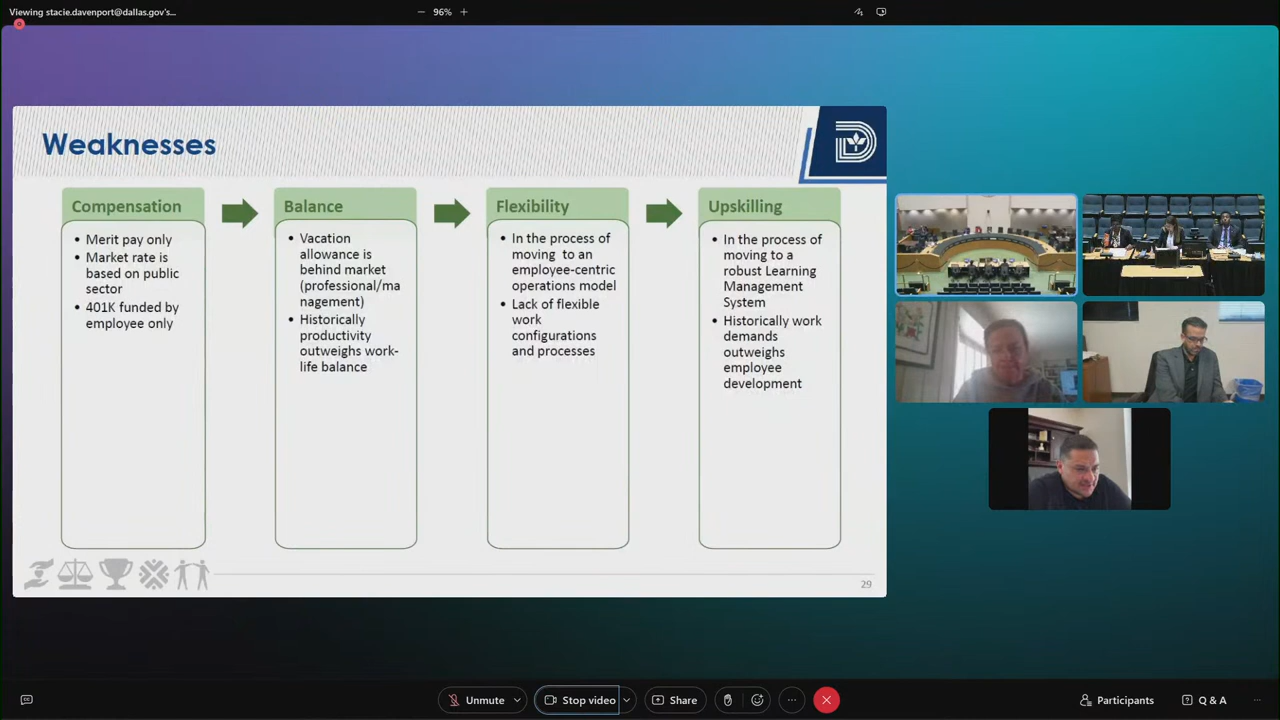 Viewing stacie.davenport@dallas.gov's...
96%
Weaknesses
Compensation
• Merit pay only
• Market rate is
based on public
sector
• 401K funded by
employee only
Balance
• Vacation
allowance is
behind market
(professional/ma
nagement)
• Historically
productivity
outweighs work-
life balance
Flexibility
• In the process of
moving to an
employee-centric
operations model
• Lack of flexible
work
configurations
and processes
Upskilling
• In the process of
moving to a
robust Learning
Management
System
• Historically work
demands
outweighs
employee
development
29
Unmute
Stop video
Share
Participants
Q & A